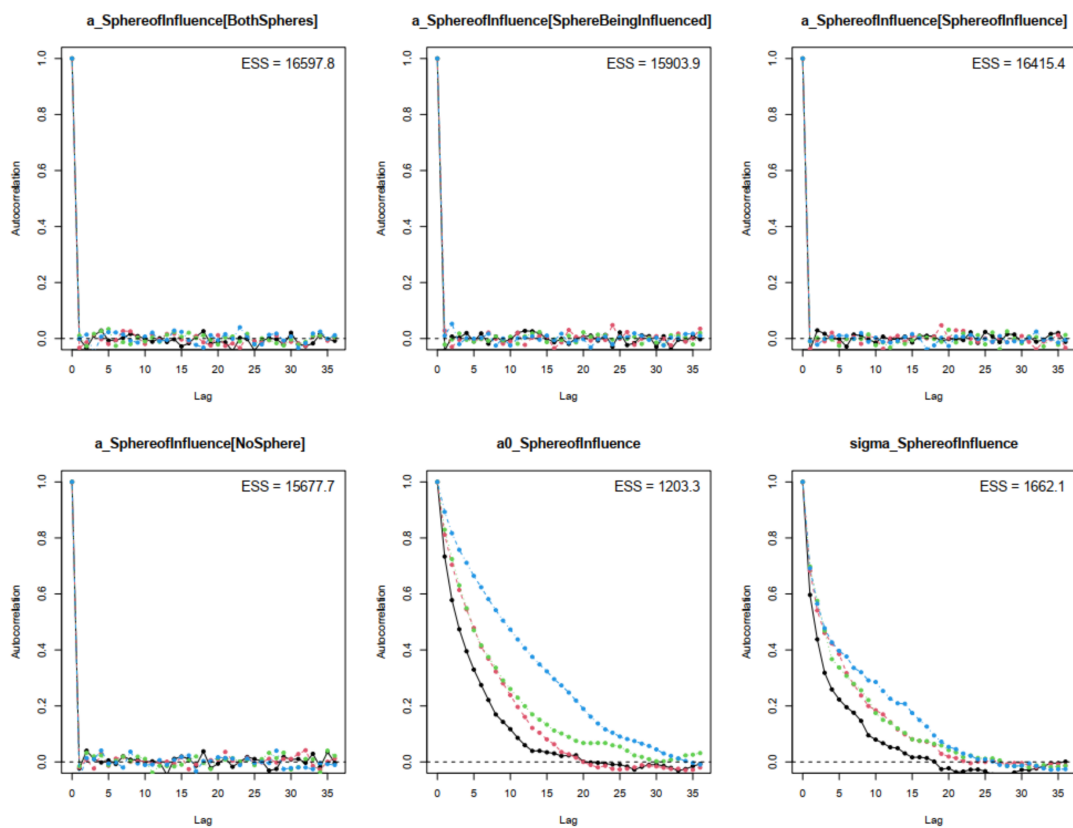 a_SphereofInfluence[BothSpheres]
ESS = 16597.8
Autocorrelation
1.0
0.8
0.6
0.4
0.2
0.0
0 5 10 15 20 25 30 35
Lag
a_SphereofInfluence[SphereBeingInfluenced]
ESS = 15903.9
Autocorrelation
1.0
0.8
0.6
0.4
0.2
0.0
0 5 10 15 20 25 30 35
Lag
a_SphereofInfluence[SphereofInfluence]
ESS = 16415.4
Autocorrelation
1.0
0.8
0.6
0.4
0.2
0.0
0 5 10 15 20 25 30 35
Lag
a_SphereofInfluence[NoSphere]
ESS = 15677.7
Autocorrelation
1.0
0.8
0.6
0.4
0.2
0.0
0 5 10 15 20 25 30 35
Lag
a0_SphereofInfluence
ESS = 1203.3
Autocorrelation
1.0
0.8
0.6
0.4
0.2
0.0
0 5 10 15 20 25 30 35
Lag
sigma_SphereofInfluence
ESS = 1662.1
Autocorrelation
1.0
0.8
0.6
0.4
0.2
0.0
0 5 10 15 20 25 30 35
Lag